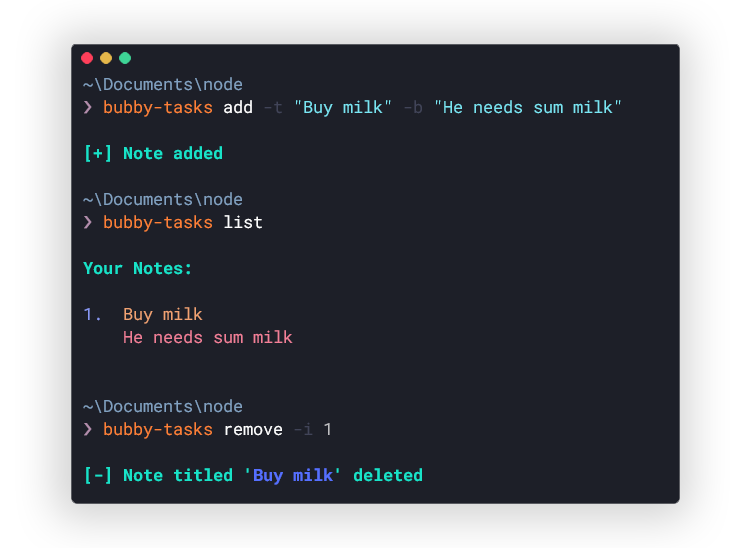 ~\Documents\node
❯ bubby-tasks add -t "Buy milk" -b "He needs sum milk"
[+] Note added
~\Documents\node
❯ bubby-tasks list
Your Notes:
1. Buy milk
He needs sum milk
~\Documents\node
❯ bubby-tasks remove -i 1
[-] Note titled 'Buy milk' deleted